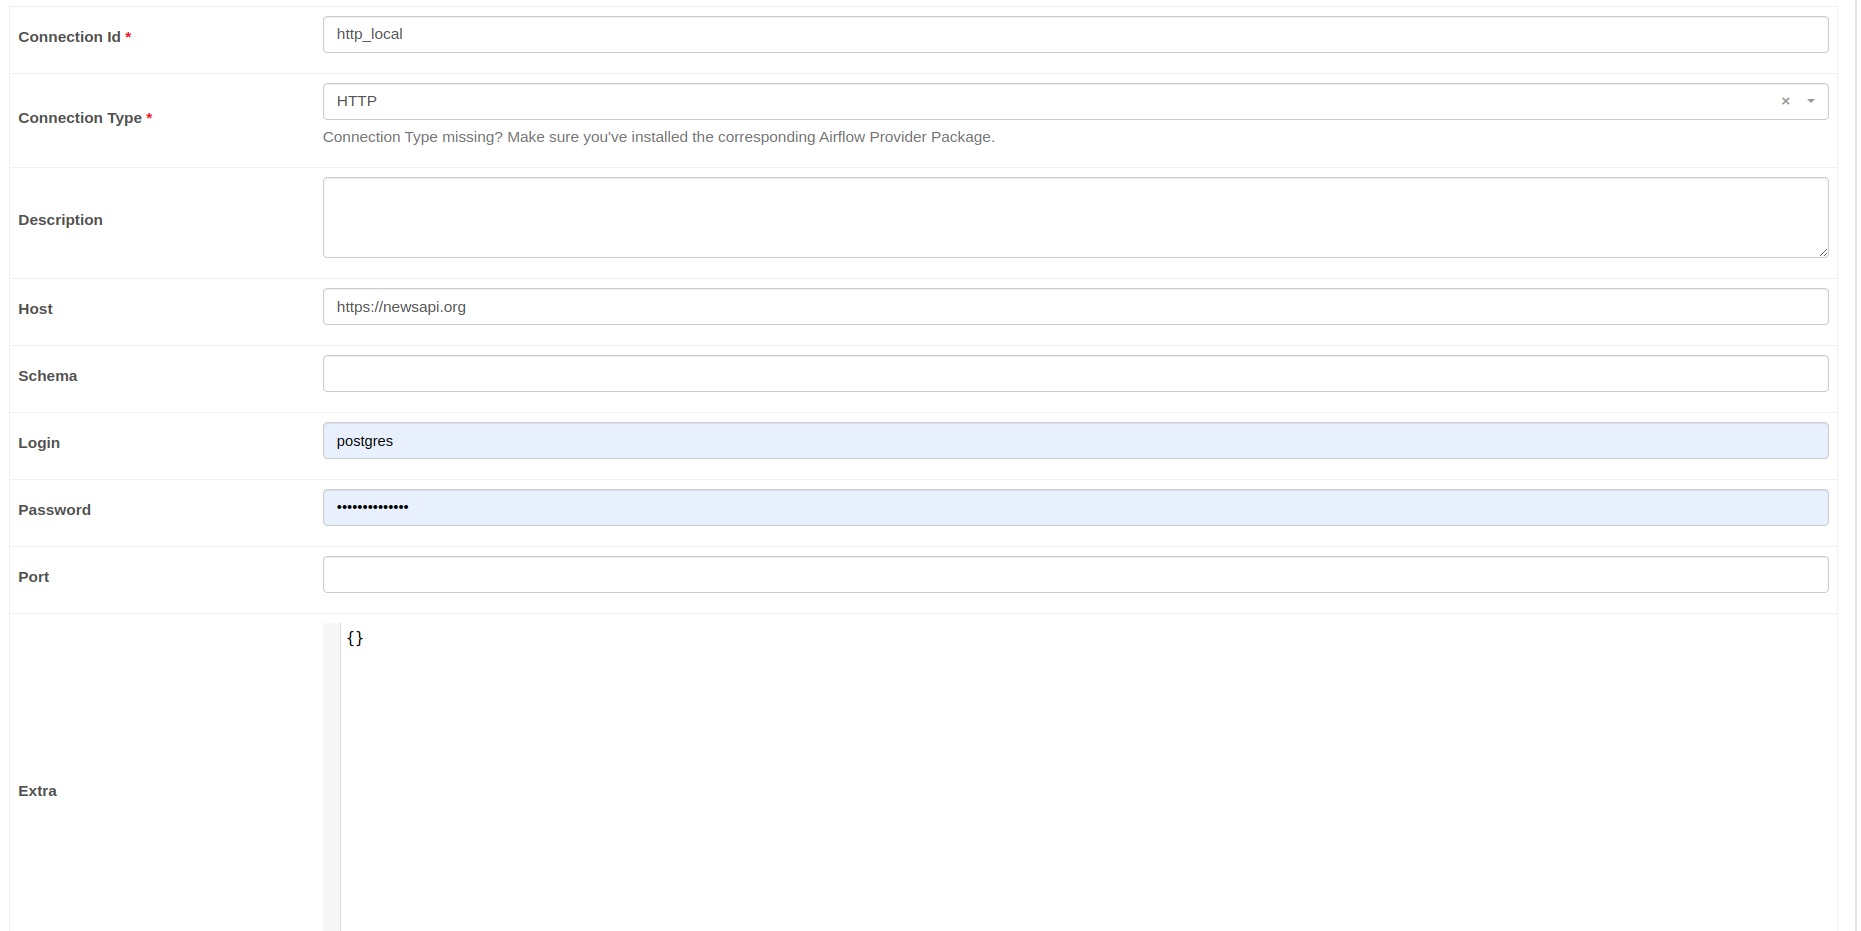 Connection Id *
http_local
Connection Type *
HTTP
× 
Connection Type missing? Make sure you've installed the corresponding Airflow Provider Package.
Description
Host
https://newsapi.org
Schema
Login
postgres
Password
••••••••••••••
Port
Extra
{}